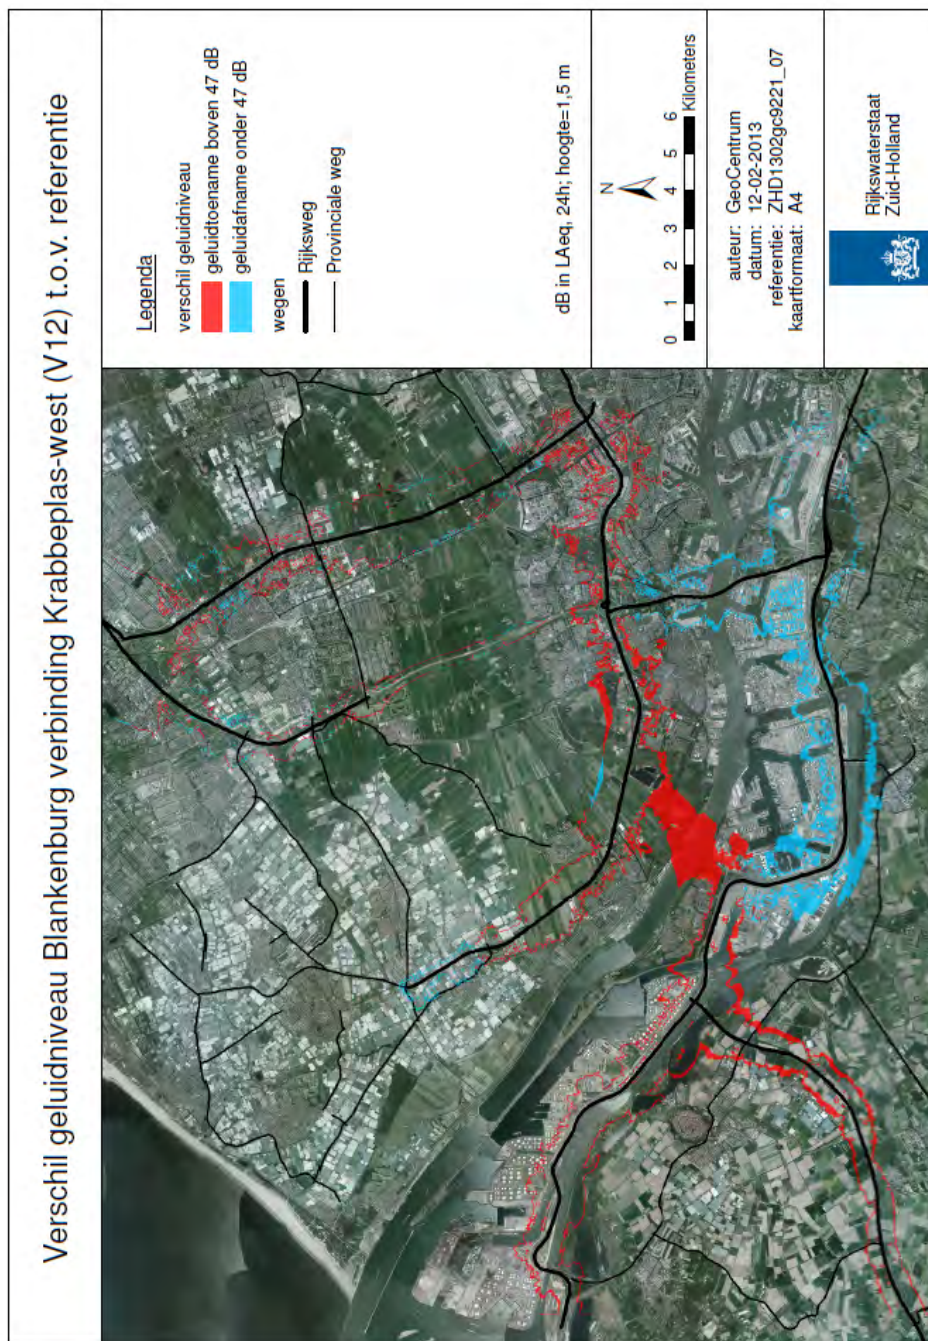 Verschil geluidniveau Blankenburg verbinding Krabbeplas-west (V12) t.o.v. referentie
Legenda
verschil geluidniveau
geluidtoename boven 47 dB
geluidafname onder 47 dB
wegen
Rijksweg
Provinciale weg
dB in LAeq, 24h; hoogte=1,5 m
N
0 1 2 3 4 5 6
Kilometers
auteur: GeoCentrum
datum: 12-02-2013
referentie: ZHD1302gc9221_07
kaartformaat: A4
Rijkswaterstaat
Zuid-Holland